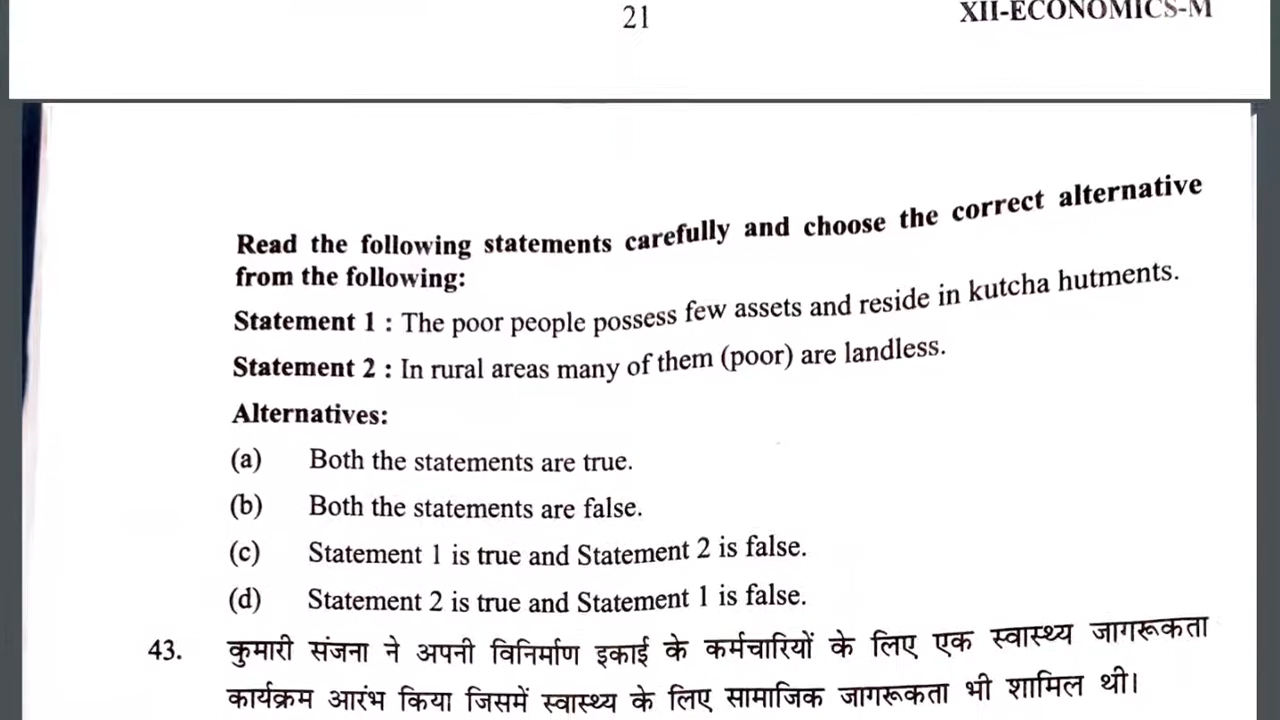 21
XII-ECONOMICS-M
Read the following statements carefully and choose the correct alternative
from the following:
Statement 1 : The poor people possess few assets and reside in kutcha hutments.
Statement 2 : In rural areas many of them (poor) are landless.
Alternatives:
(a) Both the statements are true.
(b) Both the statements are false.
(c) Statement 1 is true and Statement 2 is false.
(d) Statement 2 is true and Statement 1 is false.
43. कुमारी संजना ने अपनी विनिर्माण इकाई के कर्मचारियों के लिए एक स्वास्थ्य जागरूकता
कार्यक्रम आरंभ किया जिसमें स्वास्थ्य के लिए सामाजिक जागरूकता भी शामिल थी।